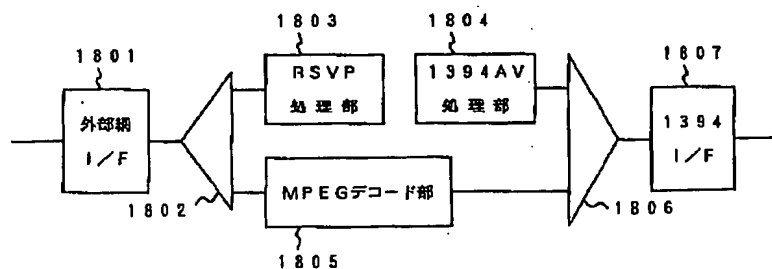 1801
1803
1804
1807
外部網
I/F
RSVP
処理部
1394AV
処理部
1394
I/F
MPEGデコード部
1802
1805
1806